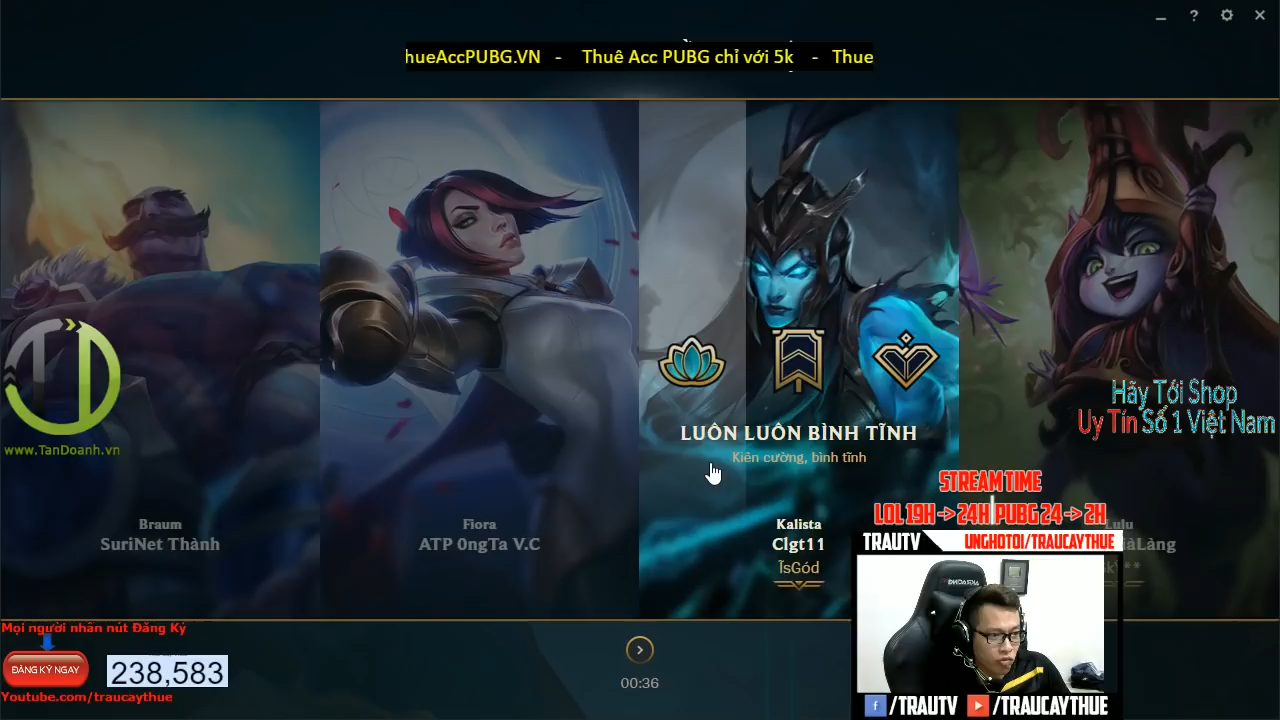 hueAccPUBG.VN - Thuê Acc PUBG chỉ với 5k - Thue
www.TanDoanh.vn
Hãy Tới Shop
Uy Tín Số 1 Việt Nam
LUÔN LUÔN BÌNH TĨNH
Kiên cường, bình tĩnh
STREAM TIME
LOL 19H -> 24H PUBG 24 -> 2H
Braum
SuriNet Thành
Fiora
ATP 0ngTa V.C
Kalista
Clgt11
ĬsGód
Lulu
iàLàng
TRAUTV
UNGHOTOI/TRAUCAYTHUE
Mọi người nhấn nút Đăng Ký
ĐĂNG KÝ NGAY
238,583
Youtube.com/traucaythue
00:36
/TRAUTV
/TRAUCAYTHUE